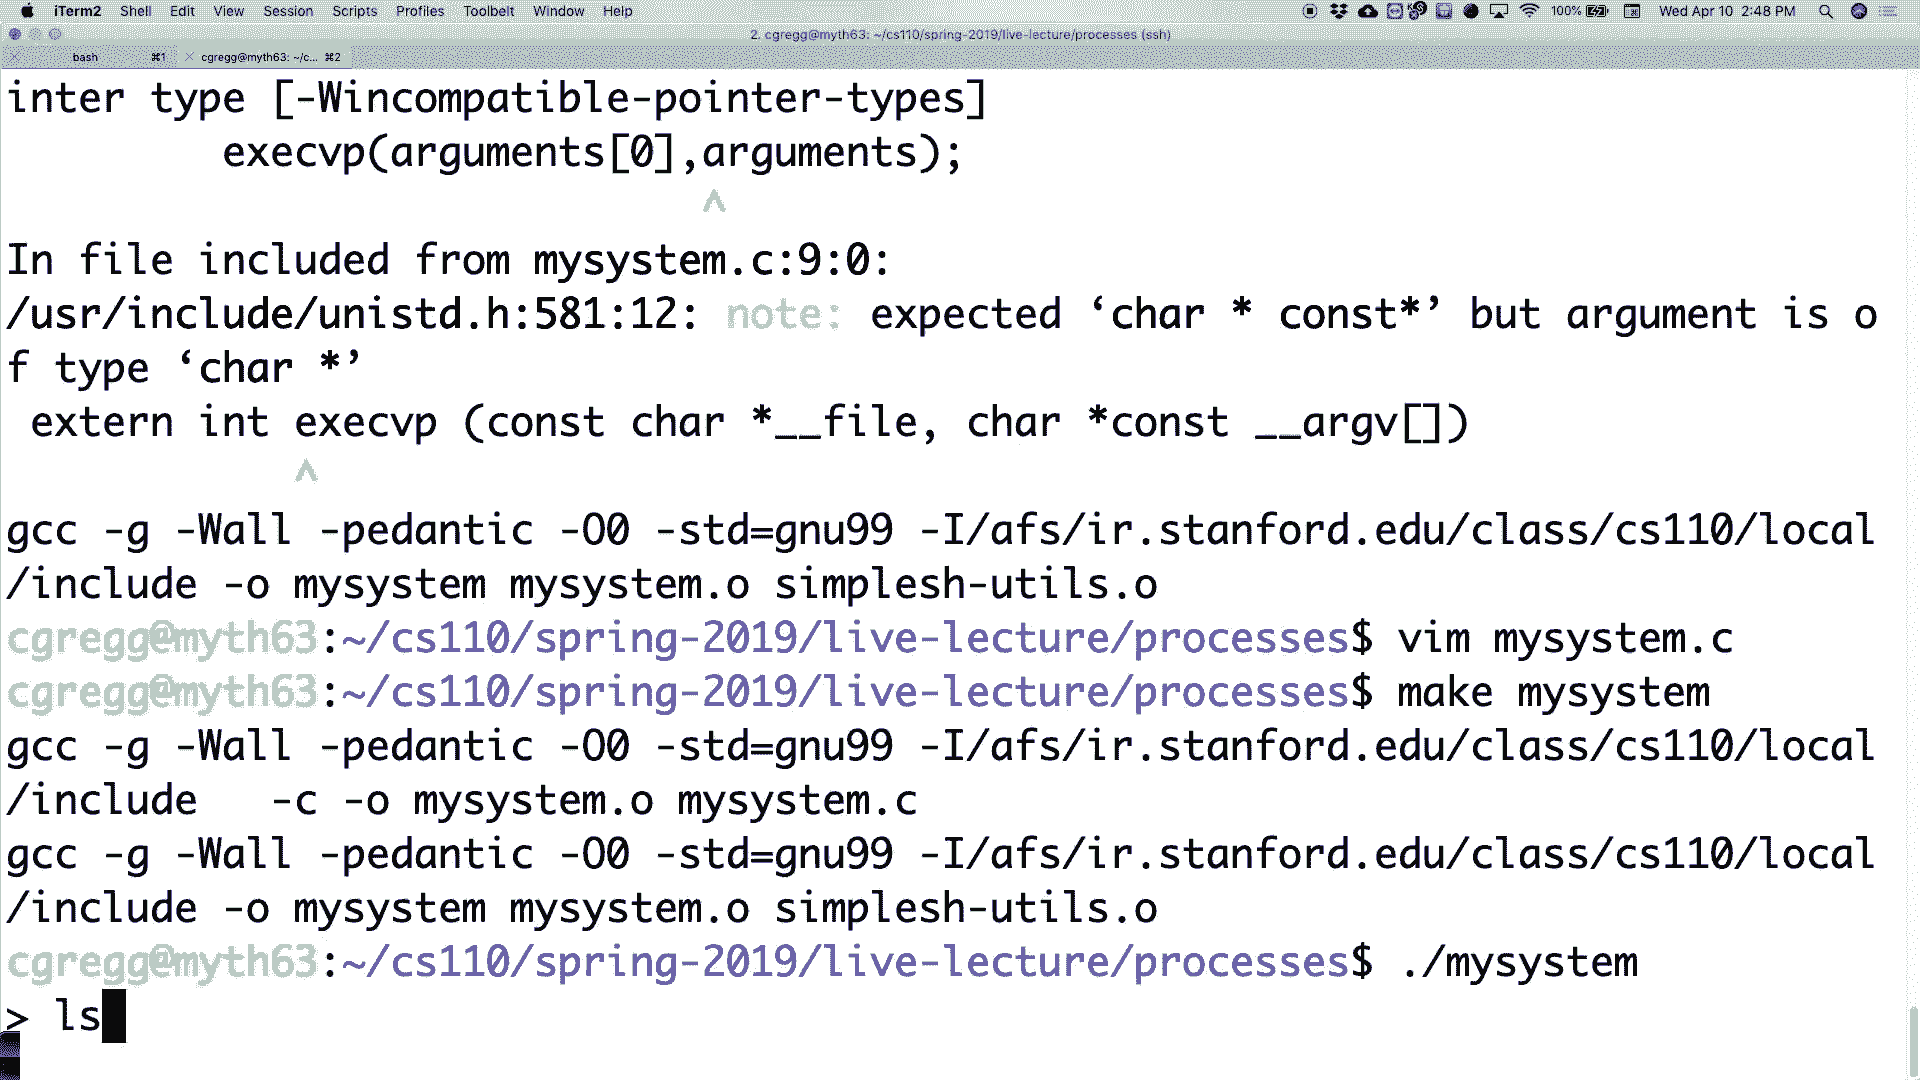 iTerm2 Shell Edit View Session Scripts Profiles Toolbelt Window Help 100% Wed Apr 10 2:48 PM
2. cgregg@myth63: ~/cs110/spring-2019/live-lecture/processes (ssh)
bash ⌘1 cgregg@myth63: ~/c... ⌘2
inter type [-Wincompatible-pointer-types]
execvp(arguments[0],arguments);
^
In file included from mysystem.c:9:0:
/usr/include/unistd.h:581:12: note: expected ‘char * const*’ but argument is o
f type ‘char *’
extern int execvp (const char *__file, char *const __argv[])
^
gcc -g -Wall -pedantic -O0 -std=gnu99 -I/afs/ir.stanford.edu/class/cs110/local
/include -o mysystem mysystem.o simplesh-utils.o
cgregg@myth63:~/cs110/spring-2019/live-lecture/processes$ vim mysystem.c
cgregg@myth63:~/cs110/spring-2019/live-lecture/processes$ make mysystem
gcc -g -Wall -pedantic -O0 -std=gnu99 -I/afs/ir.stanford.edu/class/cs110/local
/include   -c -o mysystem.o mysystem.c
gcc -g -Wall -pedantic -O0 -std=gnu99 -I/afs/ir.stanford.edu/class/cs110/local
/include -o mysystem mysystem.o simplesh-utils.o
cgregg@myth63:~/cs110/spring-2019/live-lecture/processes$ ./mysystem
> ls